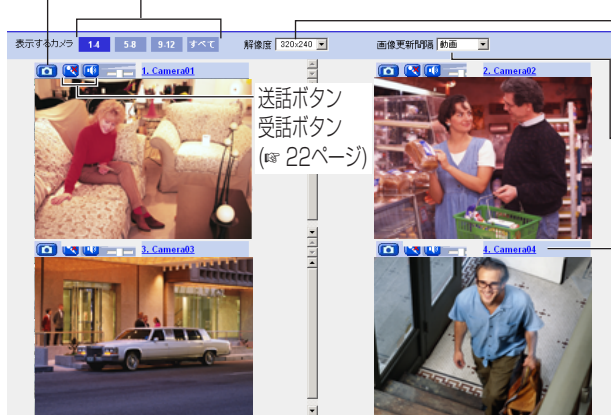 表示するカメラ 1-4 5-8 9-12 すべて 解像度 320x240 画像更新間隔 動画
1. Camera01
2. Camera02
送話ボタン
受話ボタン
(☞ 22ページ)
3. Camera03
4. Camera04